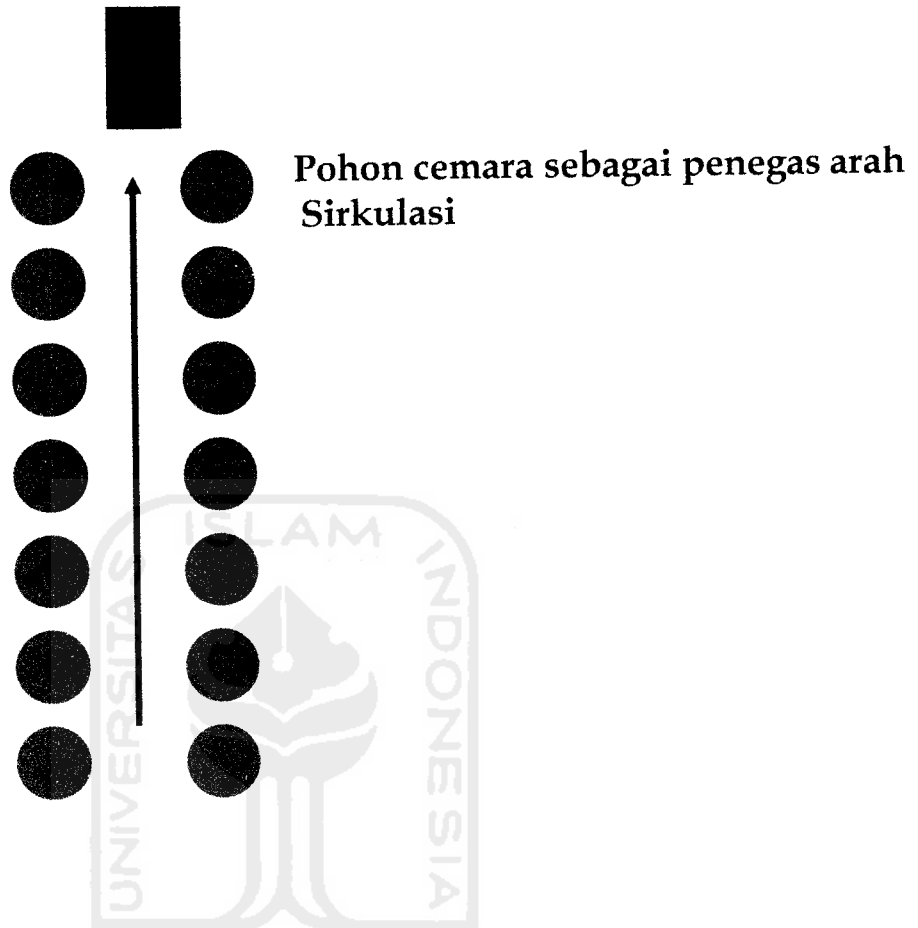 Pohon cemara sebagai penegas arah
Sirkulasi
UNIVERSITAS
ISLAM
INDONESIA